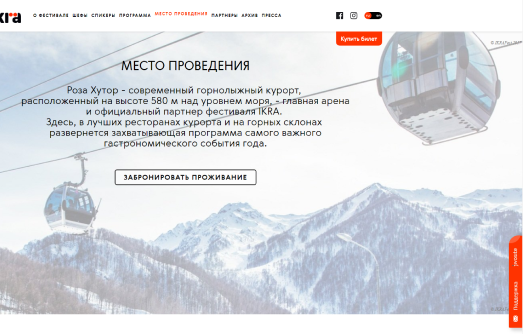 ikra
О ФЕСТИВАЛЕ ШЕФЫ СПИКЕРЫ ПРОГРАММА МЕСТО ПРОВЕДЕНИЯ ПАРТНЕРЫ АРХИВ ПРЕССА
Купить билет
МЕСТО ПРОВЕДЕНИЯ
Роза Хутор - современный горнолыжный курорт,
расположенный на высоте 580 м над уровнем моря, - главная арена
и официальный партнер фестиваля IKRA.
Здесь, в лучших ресторанах курорта и на горных склонах
развернется захватывающая программа самого важного
гастрономического события года.
ЗАБРОНИРОВАТЬ ПРОЖИВАНИЕ
Поддержка